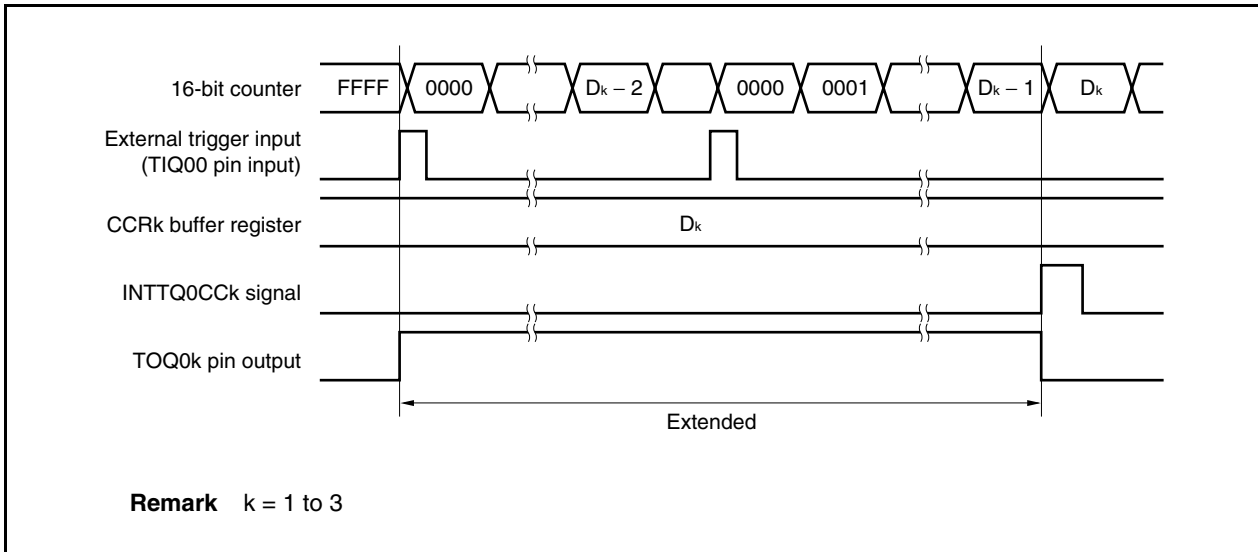 16-bit counter FFFF 0000 Dk − 2 0000 0001 Dk − 1 Dk
External trigger input
(TIQ00 pin input)
CCRk buffer register Dk
INTTQ0CCk signal
TOQ0k pin output
Extended
Remark k = 1 to 3